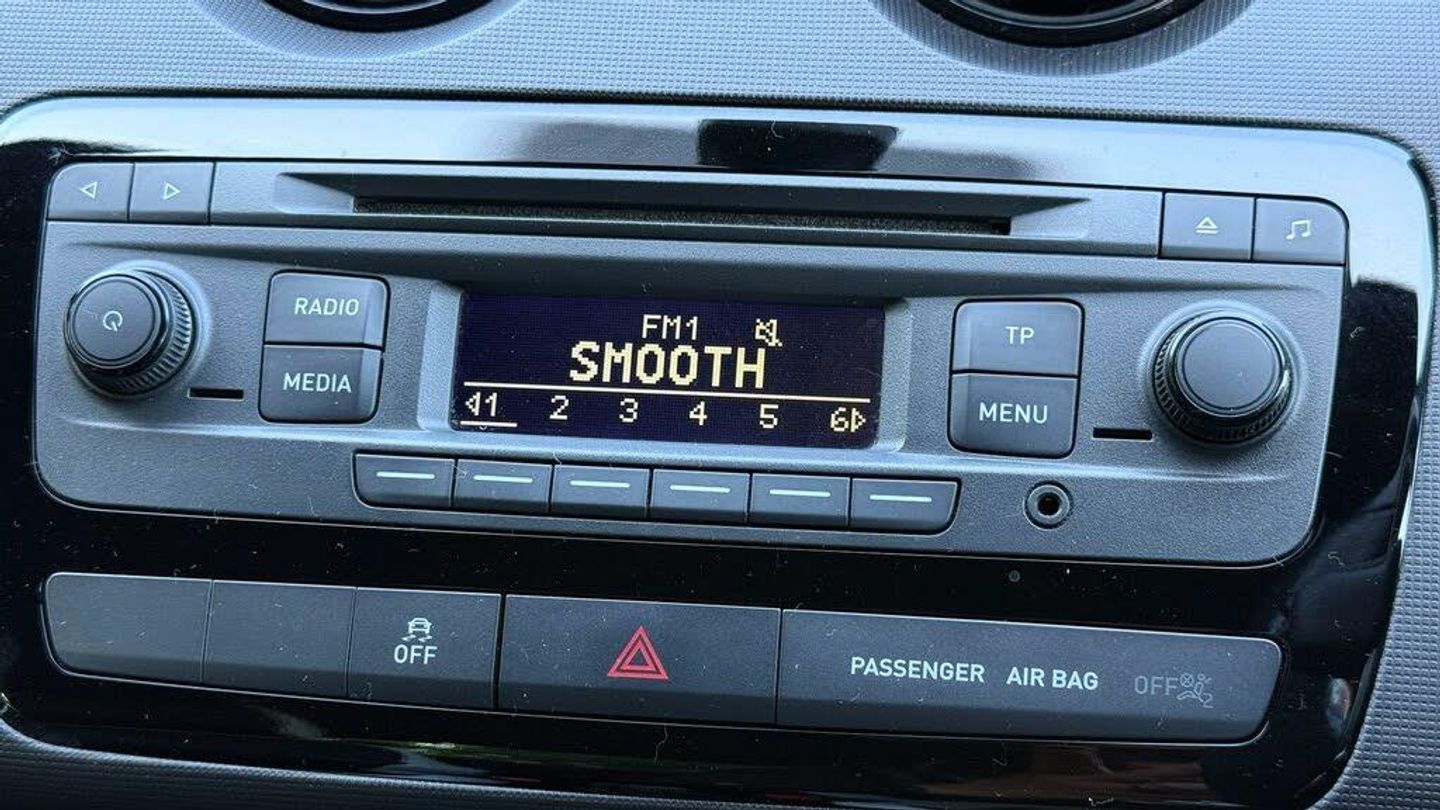 RADIO
MEDIA
FM1
SMOOTH
1 2 3 4 5 6
TP
MENU
OFF
PASSENGER AIR BAG OFF